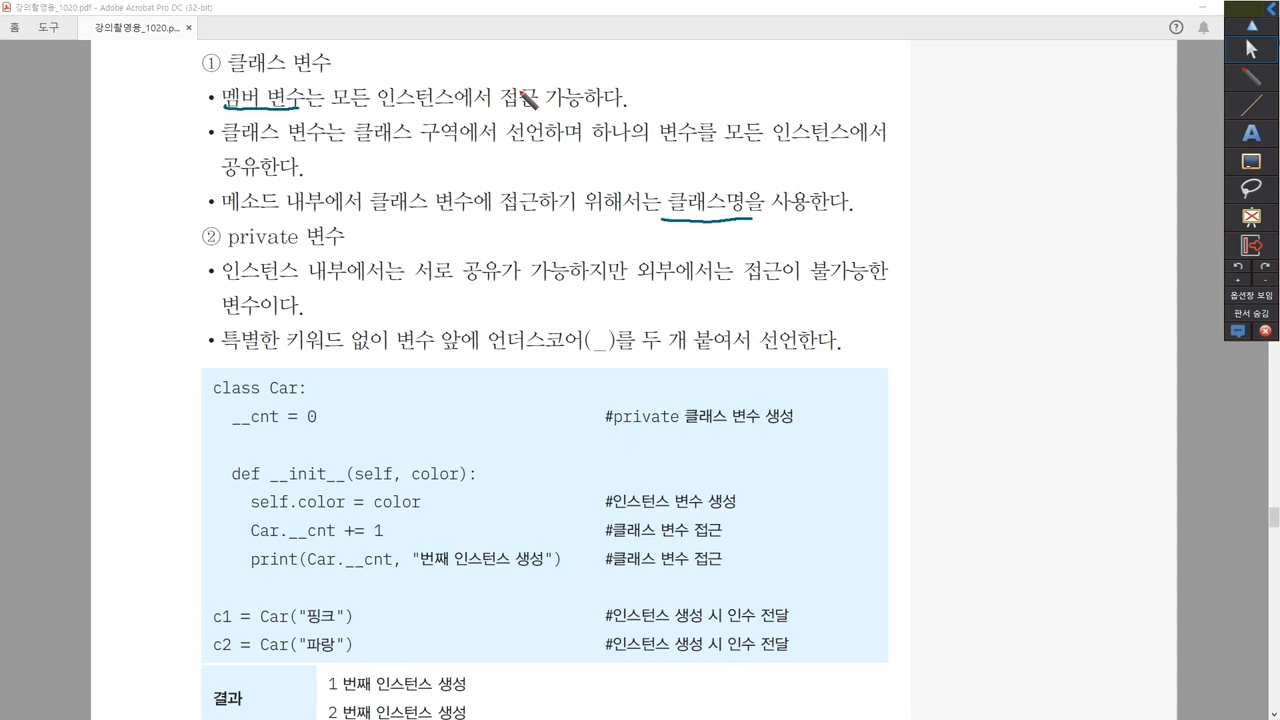 강의촬영용_1020.pdf - Adobe Acrobat Pro DC (32-bit)
홈 도구 강의촬영용_1020.p... ×
① 클래스 변수
• 멤버 변수는 모든 인스턴스에서 접근 가능하다.
• 클래스 변수는 클래스 구역에서 선언하며 하나의 변수를 모든 인스턴스에서
공유한다.
• 메소드 내부에서 클래스 변수에 접근하기 위해서는 클래스명을 사용한다.
② private 변수
• 인스턴스 내부에서는 서로 공유가 가능하지만 외부에서는 접근이 불가능한
변수이다.
• 특별한 키워드 없이 변수 앞에 언더스코어(_)를 두 개 붙여서 선언한다.
class Car:
__cnt = 0 #private 클래스 변수 생성
def __init__(self, color):
self.color = color #인스턴스 변수 생성
Car.__cnt += 1 #클래스 변수 접근
print(Car.__cnt, "번째 인스턴스 생성") #클래스 변수 접근
c1 = Car("핑크") #인스턴스 생성 시 인수 전달
c2 = Car("파랑") #인스턴스 생성 시 인수 전달
결과
1 번째 인스턴스 생성
2 번째 인스턴스 생성
A
+ -
옵션장 보임
판서 숨김